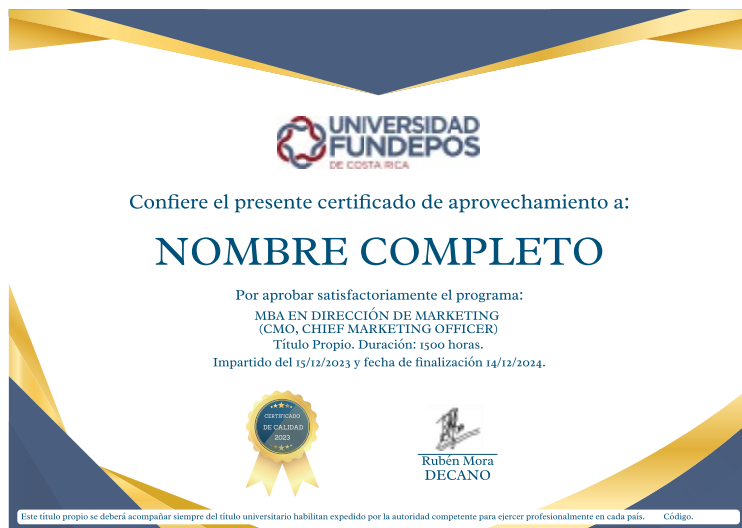 UNIVERSIDAD
FUNDEPOS
DE COSTA RICA
Confiere el presente certificado de aprovechamiento a:
NOMBRE COMPLETO
Por aprobar satisfactoriamente el programa:
MBA EN DIRECCIÓN DE MARKETING
(CMO, CHIEF MARKETING OFFICER)
Título Propio. Duración: 1500 horas.
Impartido del 15/12/2023 y fecha de finalización 14/12/2024.
CERTIFICADO
DE CALIDAD
2023
Rubén Mora
DECANO
Este título propio se deberá acompañar siempre del título universitario habilitan expedido por la autoridad competente para ejercer profesionalmente en cada país. Código.